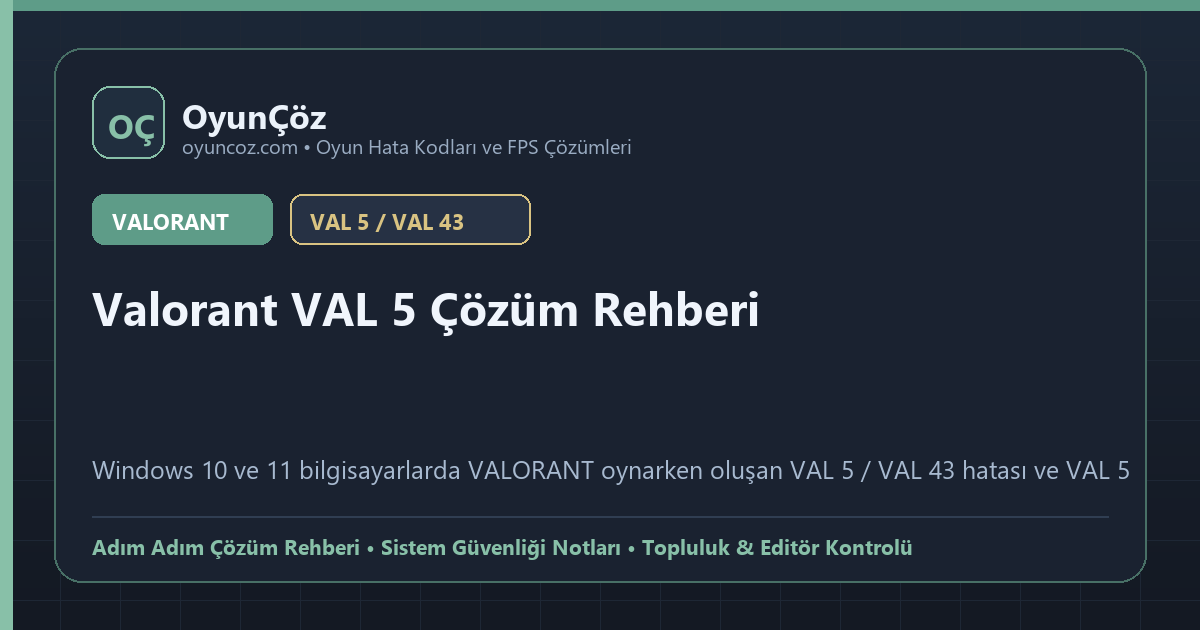 OÇ
OyunÇöz
oyuncoz.com • Oyun Hata Kodları ve FPS Çözümleri
VALORANT
VAL 5 / VAL 43
Valorant VAL 5 Çözüm Rehberi
Windows 10 ve 11 bilgisayarlarda VALORANT oynarken oluşan VAL 5 / VAL 43 hatası ve VAL 5
Adım Adım Çözüm Rehberi • Sistem Güvenliği Notları • Topluluk & Editör Kontrolü